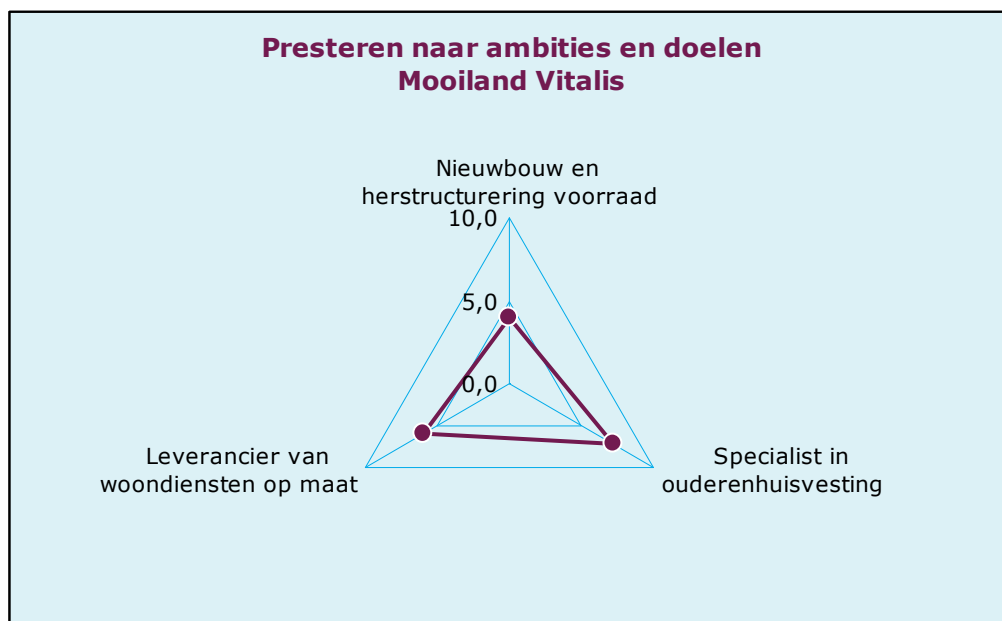 Presteren naar ambities en doelen
Mooiland Vitalis
Nieuwbouw en
herstructurering voorraad
10,0
5,0
0,0
Leverancier van
woondiensten op maat
Specialist in
ouderenhuisvesting